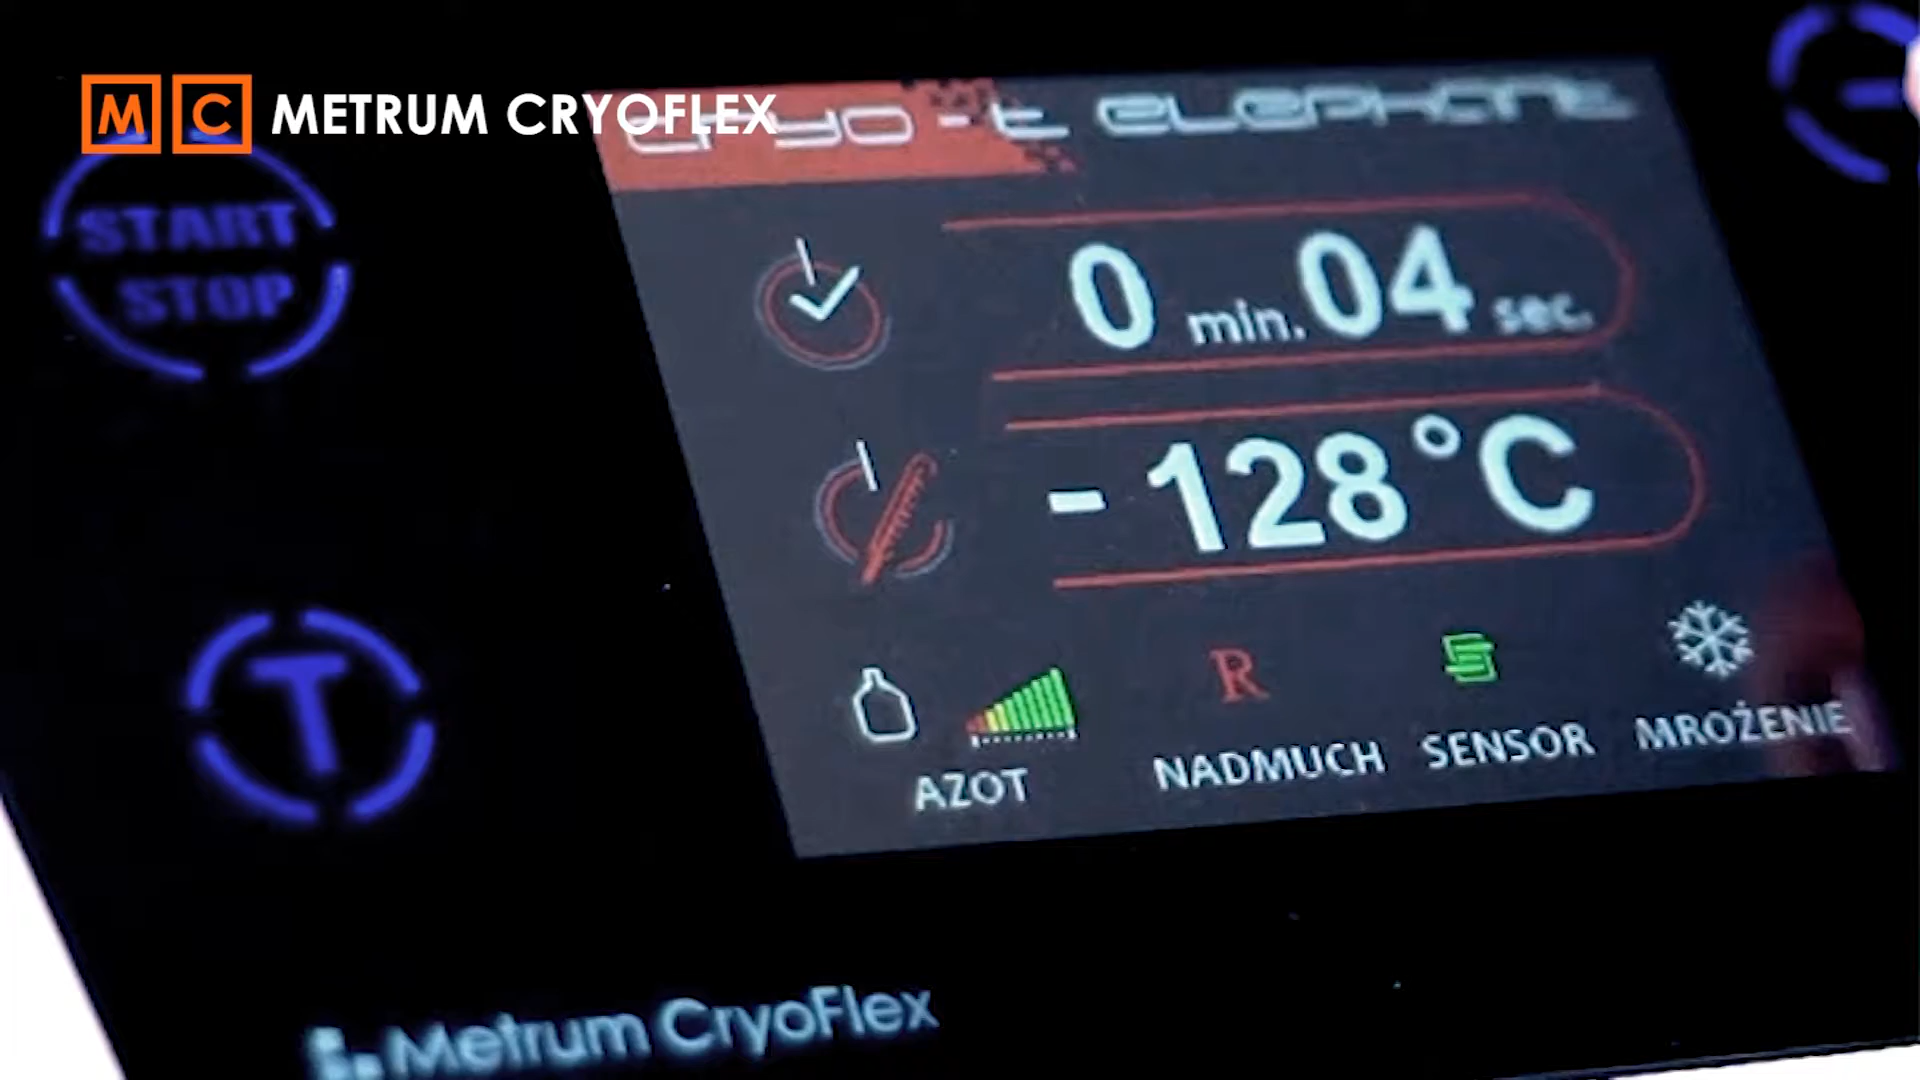 M C METRUM CRYOFLEX
cryo-t elephant
START
STOP
0 min. 04 sec.
- 128°C
T
R
S
AZOT
NADMUCH
SENSOR
MROŻENIE
Metrum CryoFlex